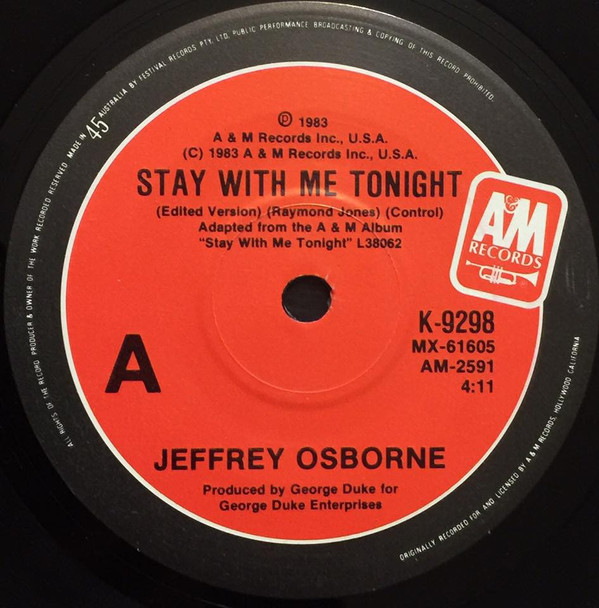 ALL RIGHTS OF THE RECORD PRODUCER & OWNER OF THE WORK RECORDED RESERVED. MADE IN AUSTRALIA BY FESTIVAL RECORDS PTY. LTD. PUBLIC PERFORMANCE, BROADCASTING & COPYING OF THIS RECORD PROHIBITED.
45
℗ 1983
A & M Records Inc., U.S.A.
(C) 1983 A & M Records Inc., U.S.A.
STAY WITH ME TONIGHT
(Edited Version) (Raymond Jones) (Control)
Adapted from the A & M Album
"Stay With Me Tonight" L38062
A&M
RECORDS
K-9298
MX-61605
AM-2591
4:11
A
JEFFREY OSBORNE
Produced by George Duke for
George Duke Enterprises
ORIGINALLY RECORDED FOR AND LICENSED BY A & M RECORDS, HOLLYWOOD CALIFORNIA